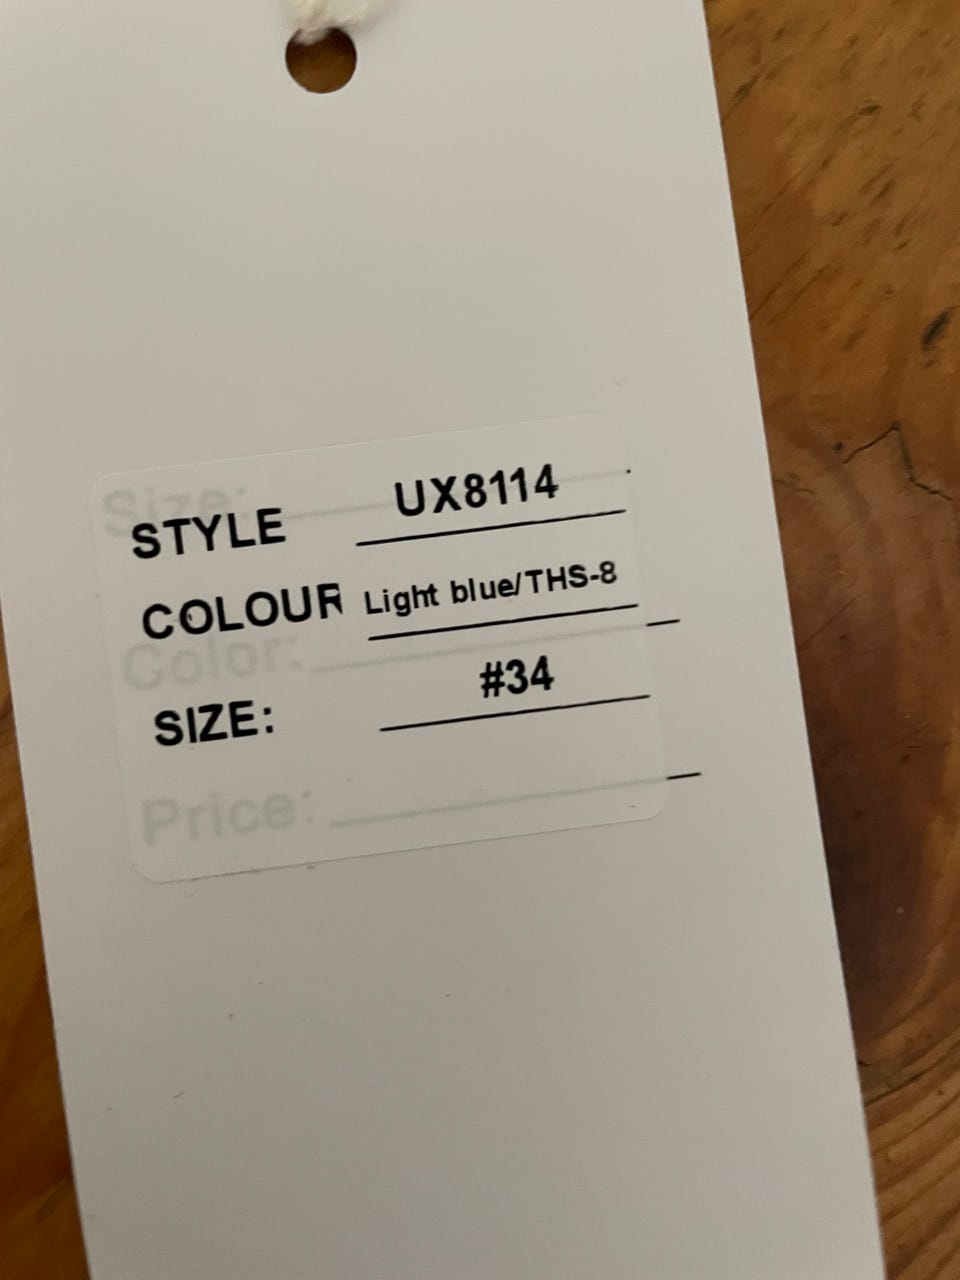 Size:
STYLE UX8114
COLOUR Light blue/THS-8
Color:
SIZE: #34
Price: